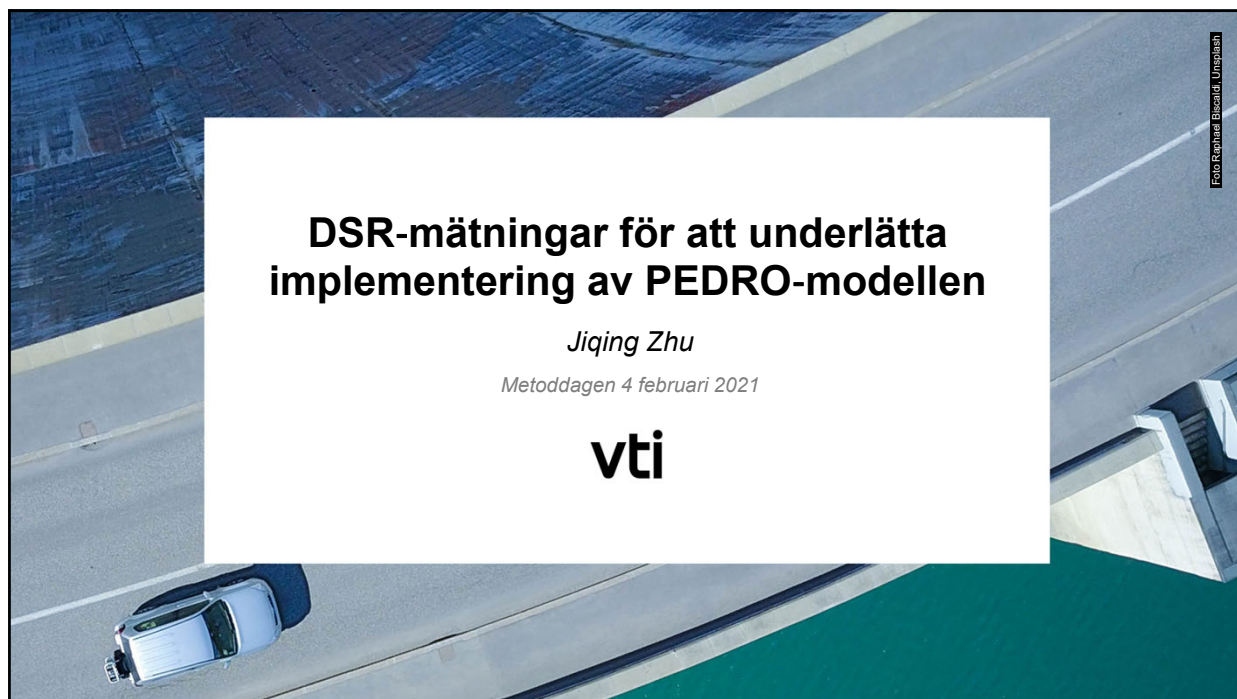 DSR-mätningar för att underlätta
implementering av PEDRO-modellen
Jiqing Zhu
Metoddagen 4 februari 2021
vti
Foto Raphael Biscaldi, Unsplash